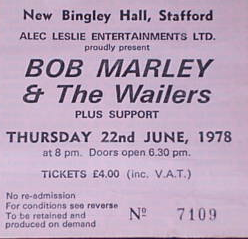 New Bingley Hall, Stafford
ALEC LESLIE ENTERTAINMENTS LTD.
proudly present
BOB MARLEY
& The Wailers
PLUS SUPPORT
THURSDAY 22nd JUNE, 1978
at 8 pm. Doors open 6.30 pm.
TICKETS £4.00 (inc. V.A.T.)
No re-admission
For conditions see reverse
To be retained and
produced on demand
Nº 7109